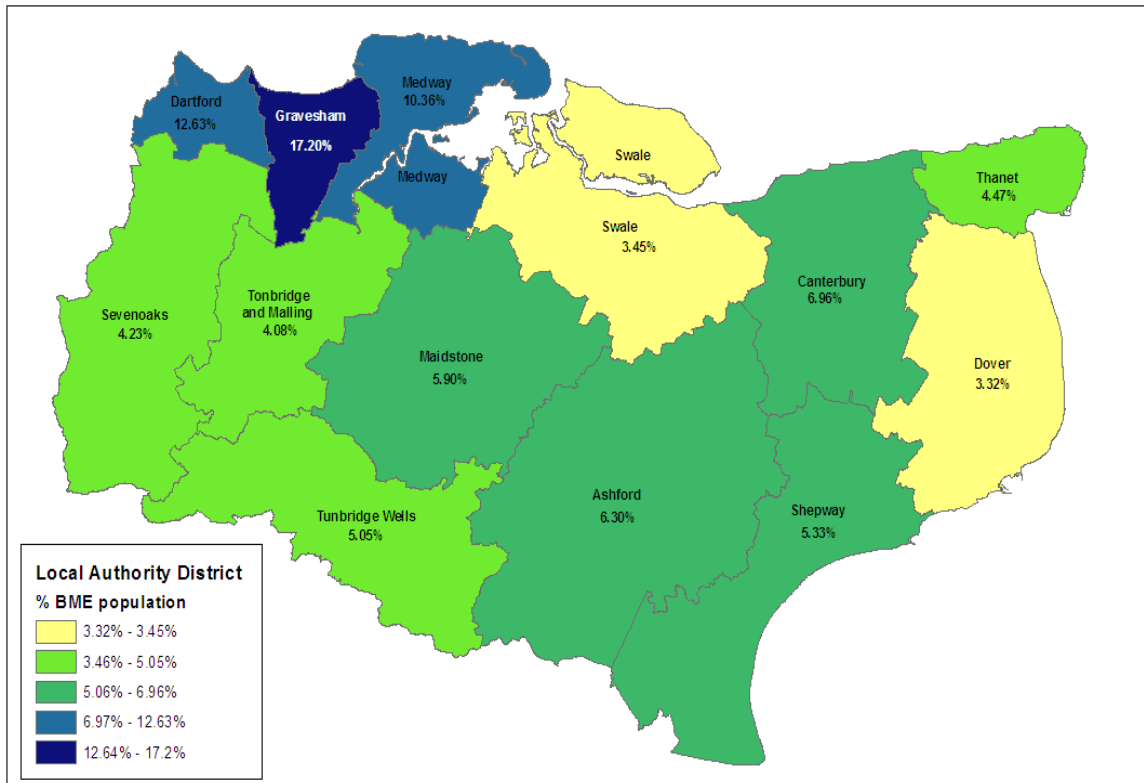 Dartford
12.63%
Gravesham
17.20%
Medway
10.36%
Medway
Swale
Swale
3.45%
Thanet
4.47%
Canterbury
6.96%
Sevenoaks
4.23%
Tonbridge
and Malling
4.08%
Maidstone
5.90%
Dover
3.32%
Ashford
6.30%
Shepway
5.33%
Tunbridge Wells
5.05%
Local Authority District
% BME population
3.32% - 3.45%
3.46% - 5.05%
5.06% - 6.96%
6.97% - 12.63%
12.64% - 17.2%